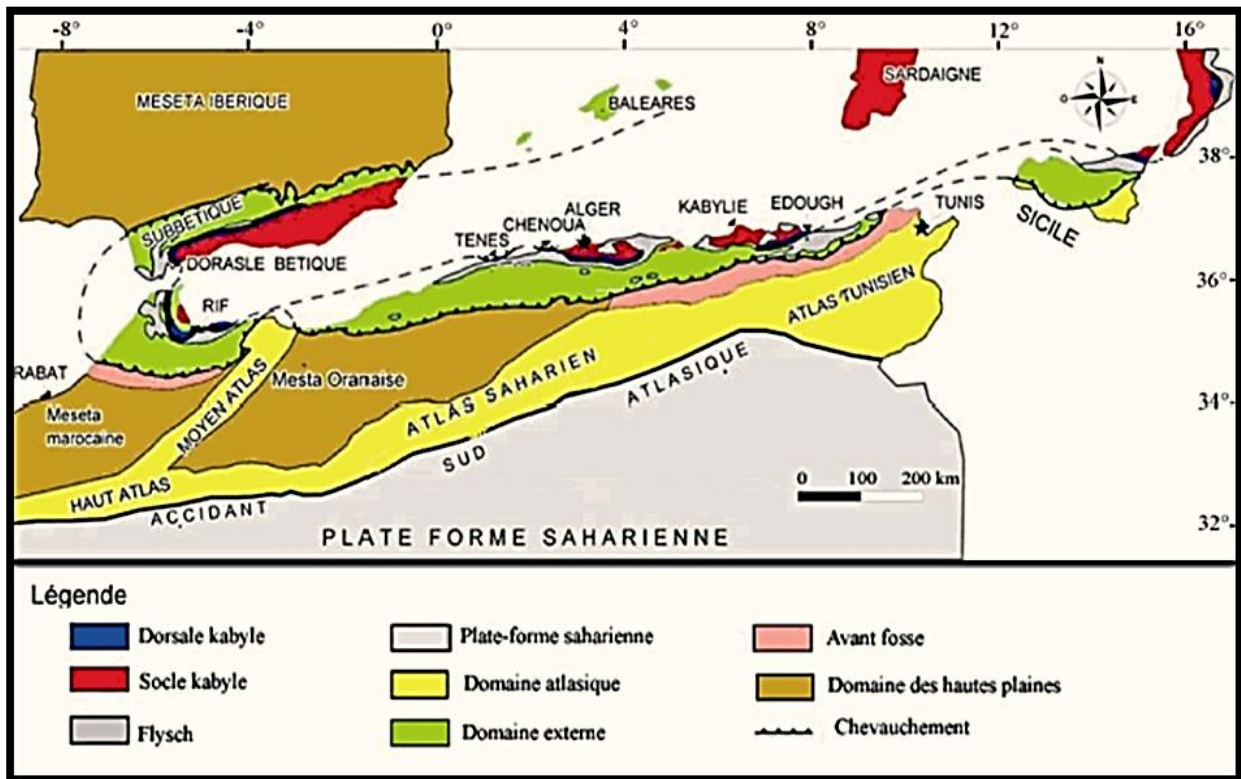 -8° -4° 0° 4° 8° 12° 16°
MESETA IBERIQUE
SARDAIGNE
N
O E
S
BALEARES
38°
SUBBETIQUE
ALGER
CHENOUA
TENES
KABYLIE
EDOUGH
TUNIS
SICILE
DORASLE BETIQUE
36°
RIF
ATLAS TUNISIEN
RABAT
Mesta Oranaise
MOYEN ATLAS
Meseta
marocaine
ATLAS SAHARIEN
34°
HAUT ATLAS
ACCIDANT SUD ATLASIQUE
0 100 200 km
PLATE FORME SAHARIENNE
32°
Légende
Dorsale kabyle
Plate-forme saharienne
Avant fosse
Socle kabyle
Domaine atlasique
Domaine des hautes plaines
Flysch
Domaine externe
Chevauchement